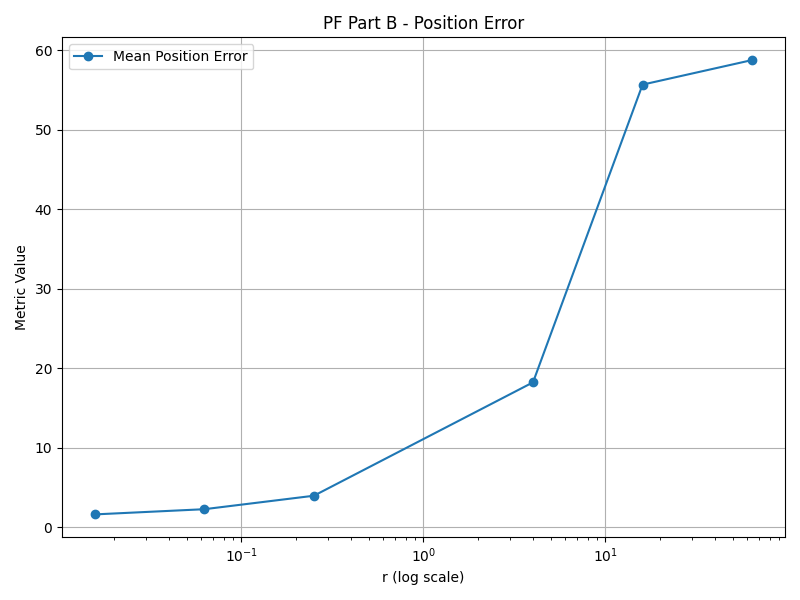 PF Part B - Position Error
Mean Position Error
60
50
40
30
20
10
0
Metric Value
10⁻¹
10⁰
10¹
r (log scale)